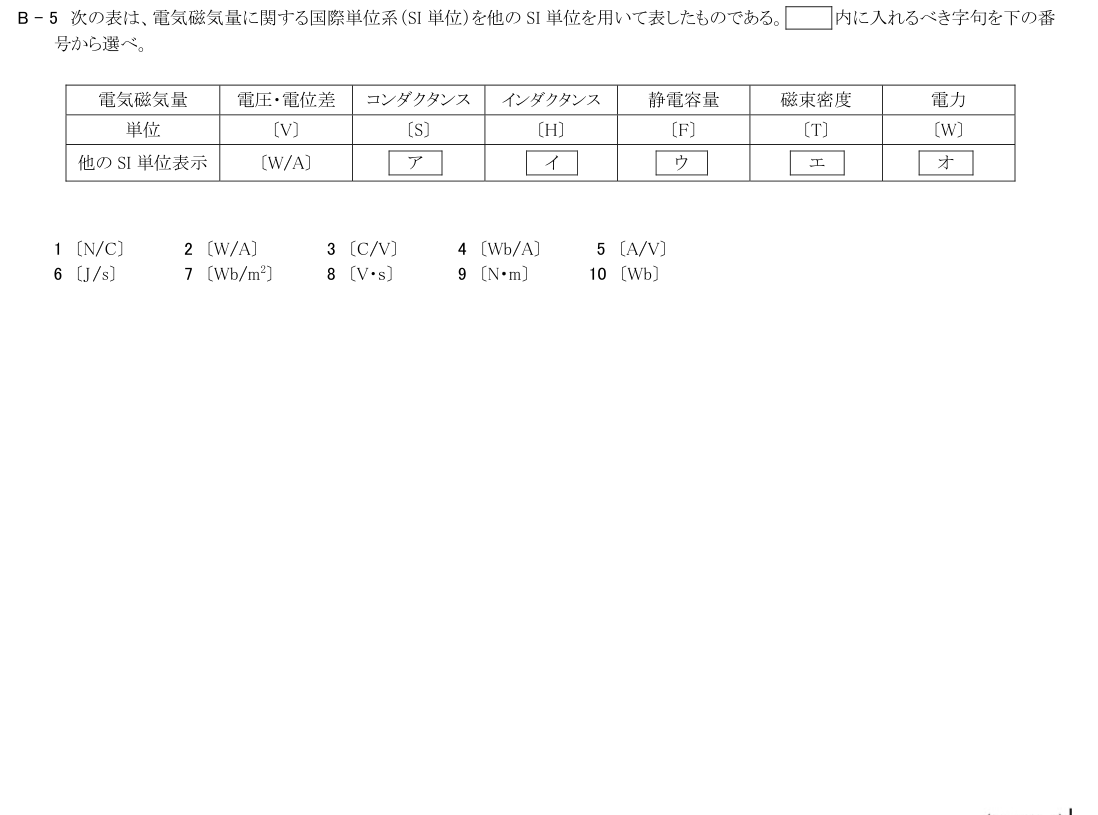 B-5 次の表は、電気磁気量に関する国際単位系(SI 単位)を他の SI 単位を用いて表したものである。 内に入れるべき字句を下の番
号から選べ。
電気磁気量 電圧・電位差 コンダクタンス インダクタンス 静電容量 磁束密度 電力
単位 〔V〕 〔S〕 〔H〕 〔F〕 〔T〕 〔W〕
他の SI 単位表示 〔W/A〕 ア イ ウ エ オ
1 〔N/C〕 2 〔W/A〕 3 〔C/V〕 4 〔Wb/A〕 5 〔A/V〕
6 〔J/s〕 7 〔Wb/m²〕 8 〔V・s〕 9 〔N・m〕 10 〔Wb〕